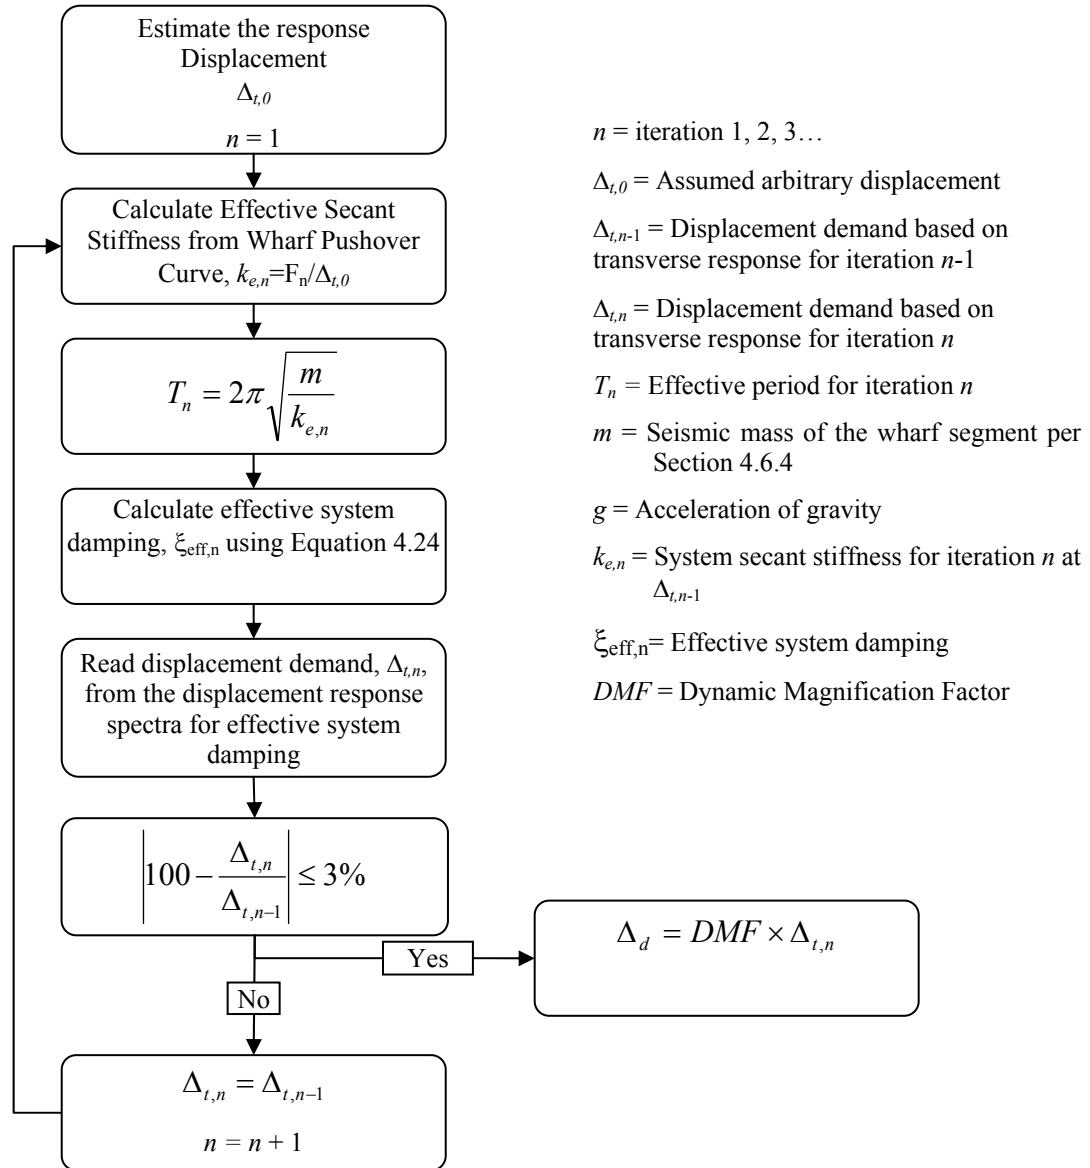 Estimate the response
Displacement
Δt,0
n = 1
Calculate Effective Secant
Stiffness from Wharf Pushover
Curve, ke,n=Fn/Δt,0
Tn = 2π√(m/ke,n)
Calculate effective system
damping, ξeff,n using Equation 4.24
Read displacement demand, Δt,n,
from the displacement response
spectra for effective system
damping
|100 − Δt,n/Δt,n−1| ≤ 3%
Yes
Δd = DMF × Δt,n
No
Δt,n = Δt,n−1
n = n + 1
n = iteration 1, 2, 3…
Δt,0 = Assumed arbitrary displacement
Δt,n-1 = Displacement demand based on
transverse response for iteration n-1
Δt,n = Displacement demand based on
transverse response for iteration n
Tn = Effective period for iteration n
m = Seismic mass of the wharf segment per
Section 4.6.4
g = Acceleration of gravity
ke,n = System secant stiffness for iteration n at
Δt,n-1
ξeff,n= Effective system damping
DMF = Dynamic Magnification Factor